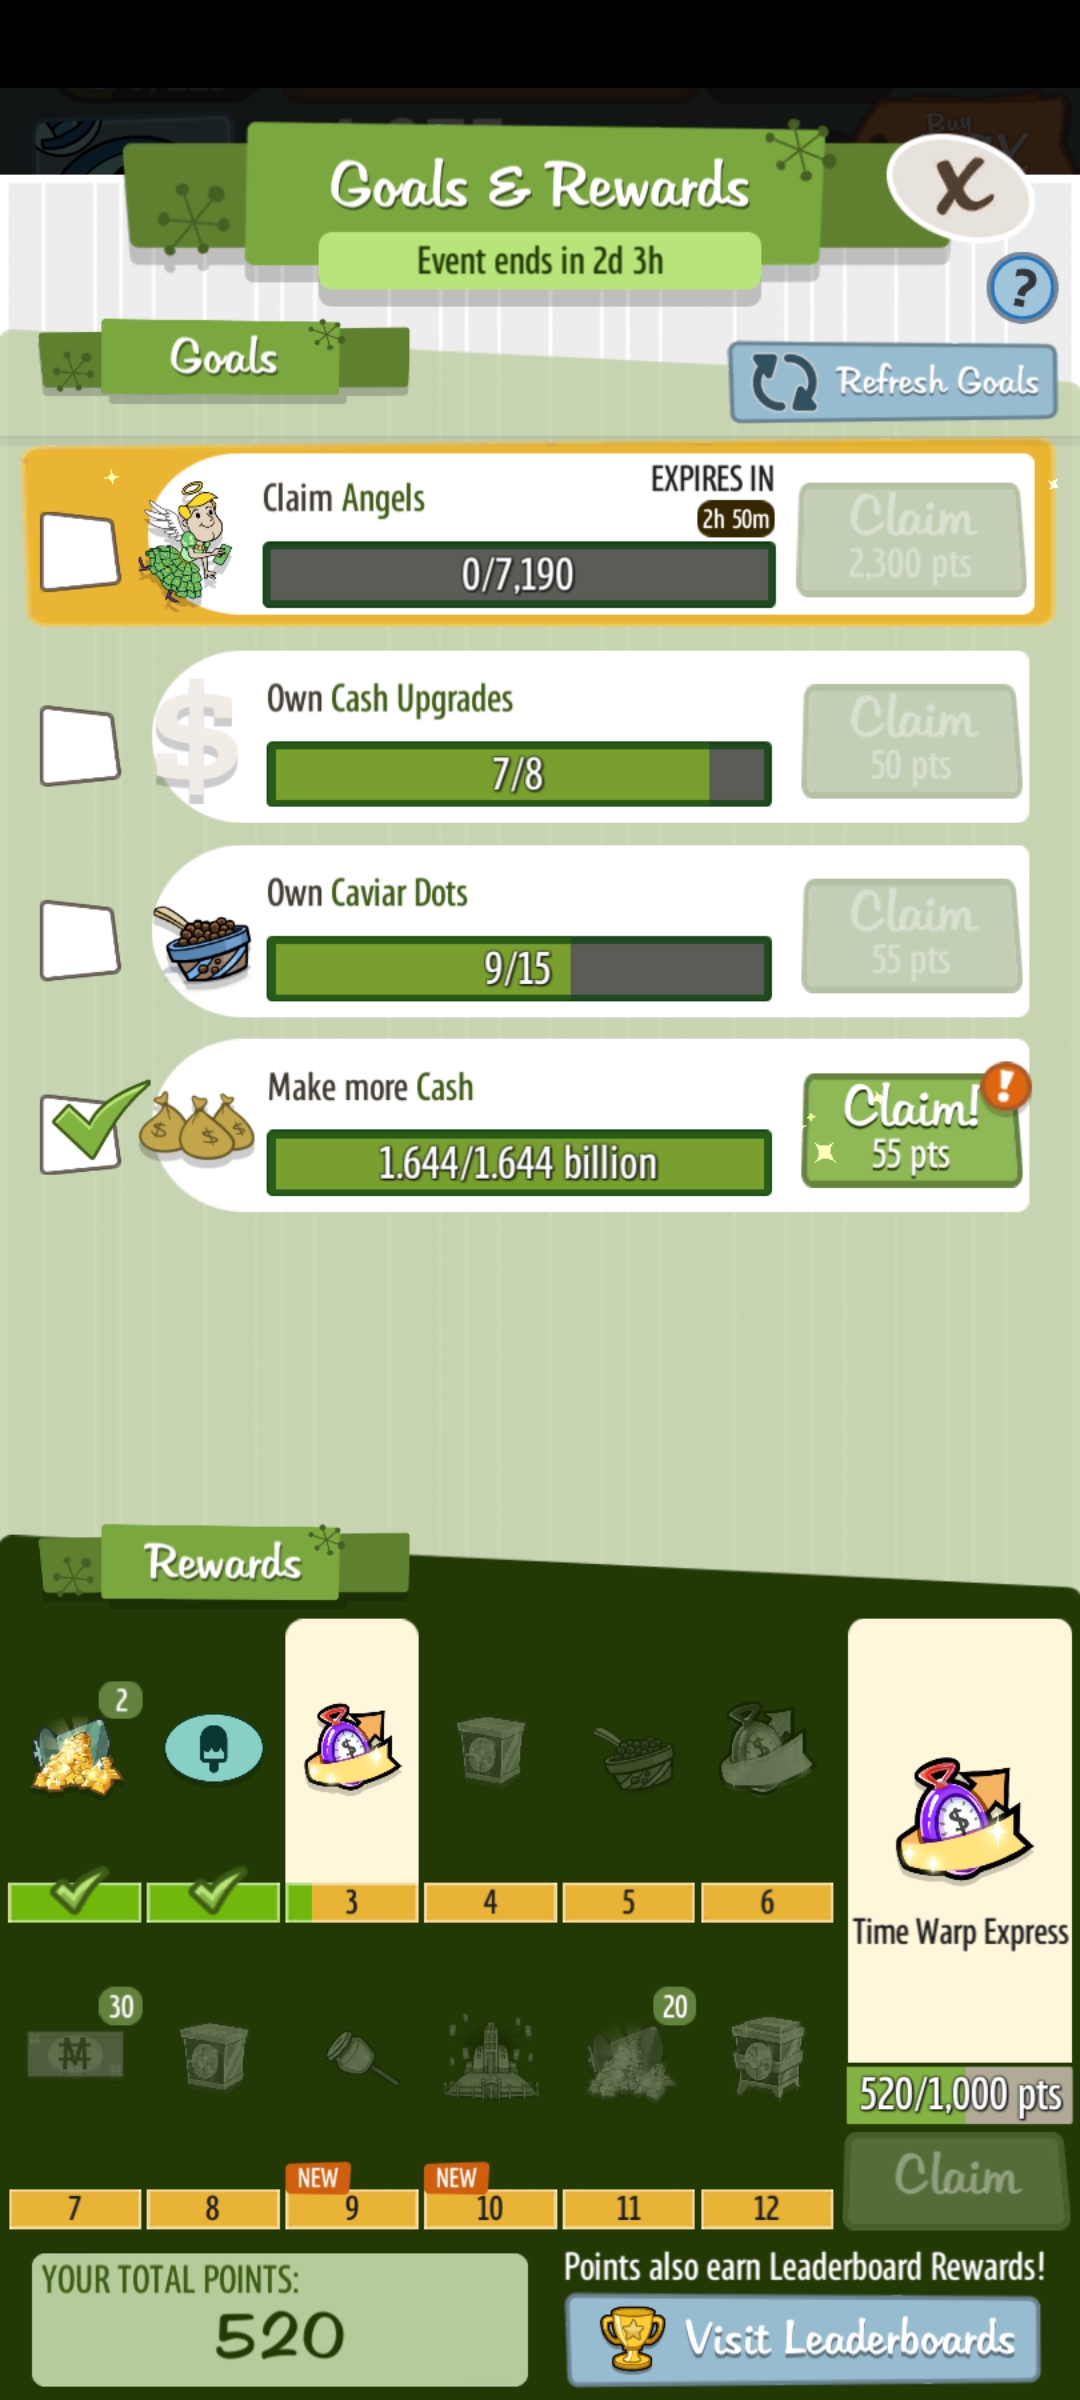 Buy
Goals & Rewards
X
Event ends in 2d 3h
?
Goals
Refresh Goals
Claim Angels
EXPIRES IN
2h 50m
0/7,190
Claim
2,300 pts
$
Own Cash Upgrades
7/8
Claim
50 pts
Own Caviar Dots
9/15
Claim
55 pts
Make more Cash
1.644/1.644 billion
Claim!
55 pts
!
Rewards
2
3
4
5
6
Time Warp Express
30
20
520/1,000 pts
Claim
NEW
NEW
7
8
9
10
11
12
YOUR TOTAL POINTS:
520
Points also earn Leaderboard Rewards!
Visit Leaderboards